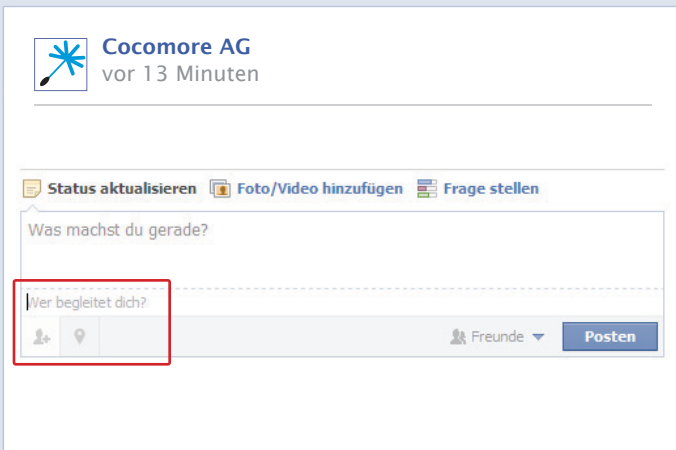 Cocomore AG
vor 13 Minuten
Status aktualisieren Foto/Video hinzufügen Frage stellen
Was machst du gerade?
Wer begleitet dich?
Freunde Posten